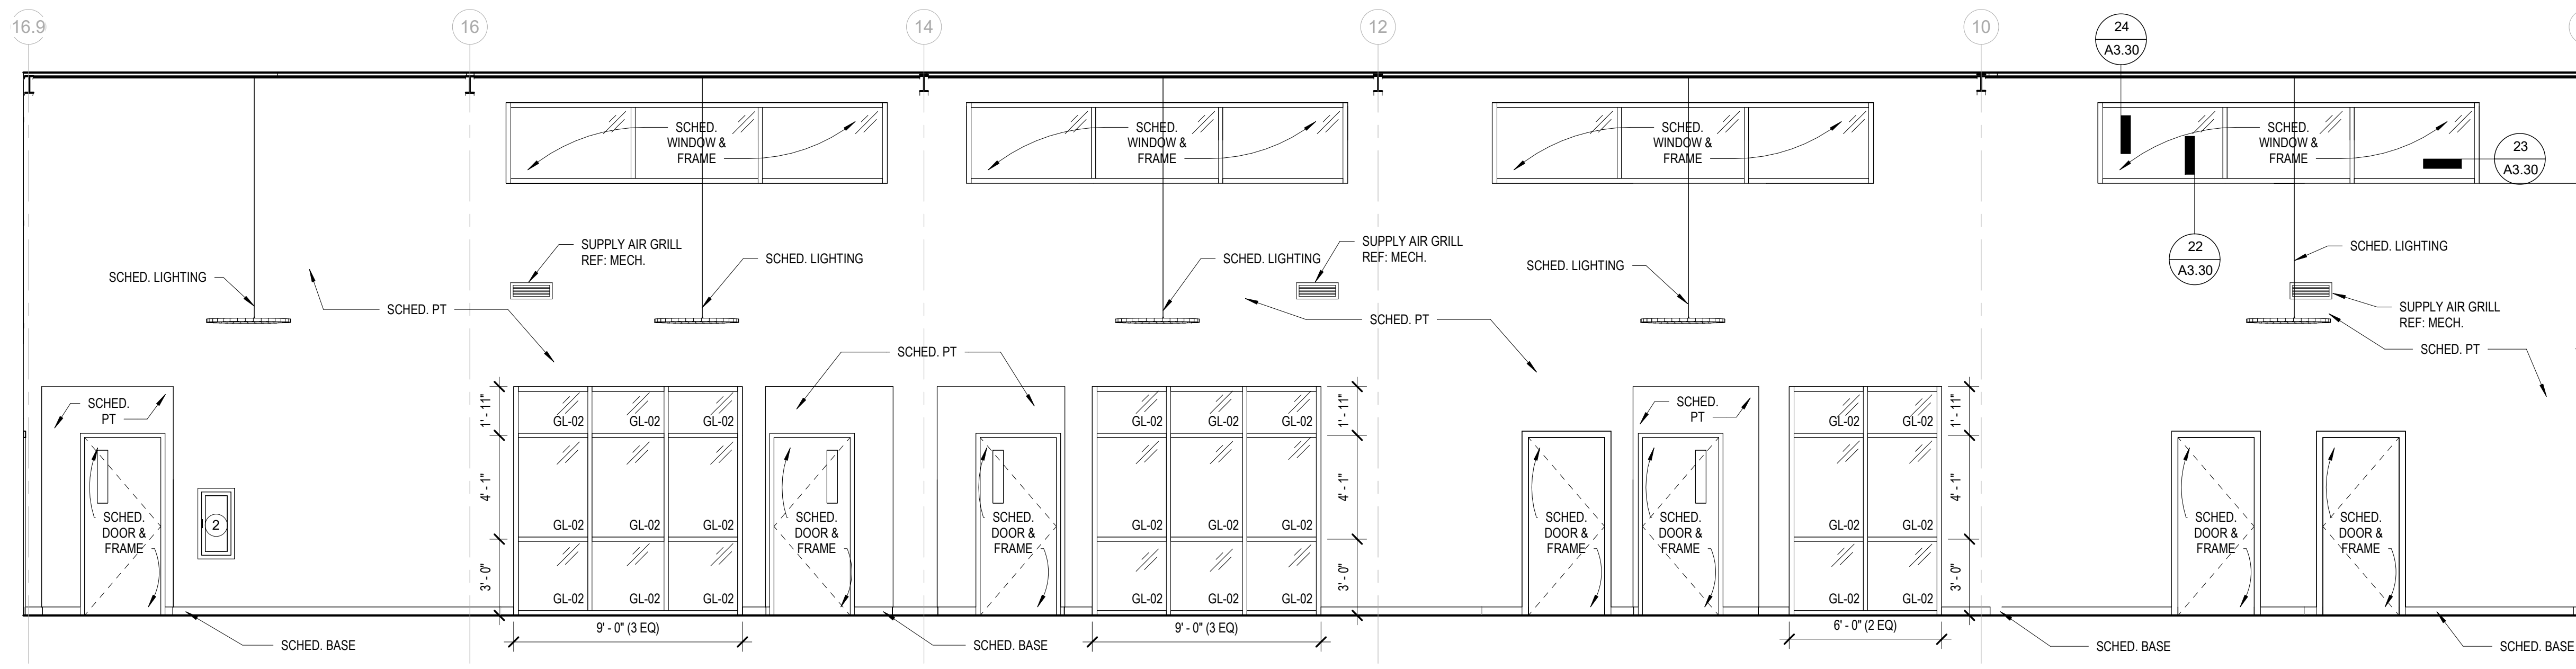 16.9
16
14
12
10
24
A3.30
SCHED.
WINDOW &
FRAME
SCHED.
WINDOW &
FRAME
SCHED.
WINDOW &
FRAME
SCHED.
WINDOW &
FRAME
23
A3.30
22
A3.30
SCHED. LIGHTING
SUPPLY AIR GRILL
REF: MECH.
SCHED. LIGHTING
SCHED. LIGHTING
SUPPLY AIR GRILL
REF: MECH.
SCHED. LIGHTING
SCHED. LIGHTING
SUPPLY AIR GRILL
REF: MECH.
SCHED. PT
SCHED. PT
SCHED. PT
SCHED. PT
SCHED.
PT
SCHED.
DOOR &
FRAME
2
1' - 11"
4' - 1"
3' - 0"
GL-02 GL-02 GL-02
GL-02 GL-02 GL-02
GL-02 GL-02 GL-02
9' - 0" (3 EQ)
SCHED.
DOOR &
FRAME
SCHED.
DOOR &
FRAME
GL-02 GL-02 GL-02
GL-02 GL-02 GL-02
GL-02 GL-02 GL-02
1' - 11"
4' - 1"
3' - 0"
9' - 0" (3 EQ)
SCHED.
DOOR &
FRAME
SCHED.
PT
SCHED.
DOOR &
FRAME
GL-02 GL-02
GL-02 GL-02
GL-02 GL-02
1' - 11"
4' - 1"
3' - 0"
6' - 0" (2 EQ)
SCHED.
DOOR &
FRAME
SCHED.
DOOR &
FRAME
SCHED. BASE
SCHED. BASE
SCHED. BASE
SCHED. BASE